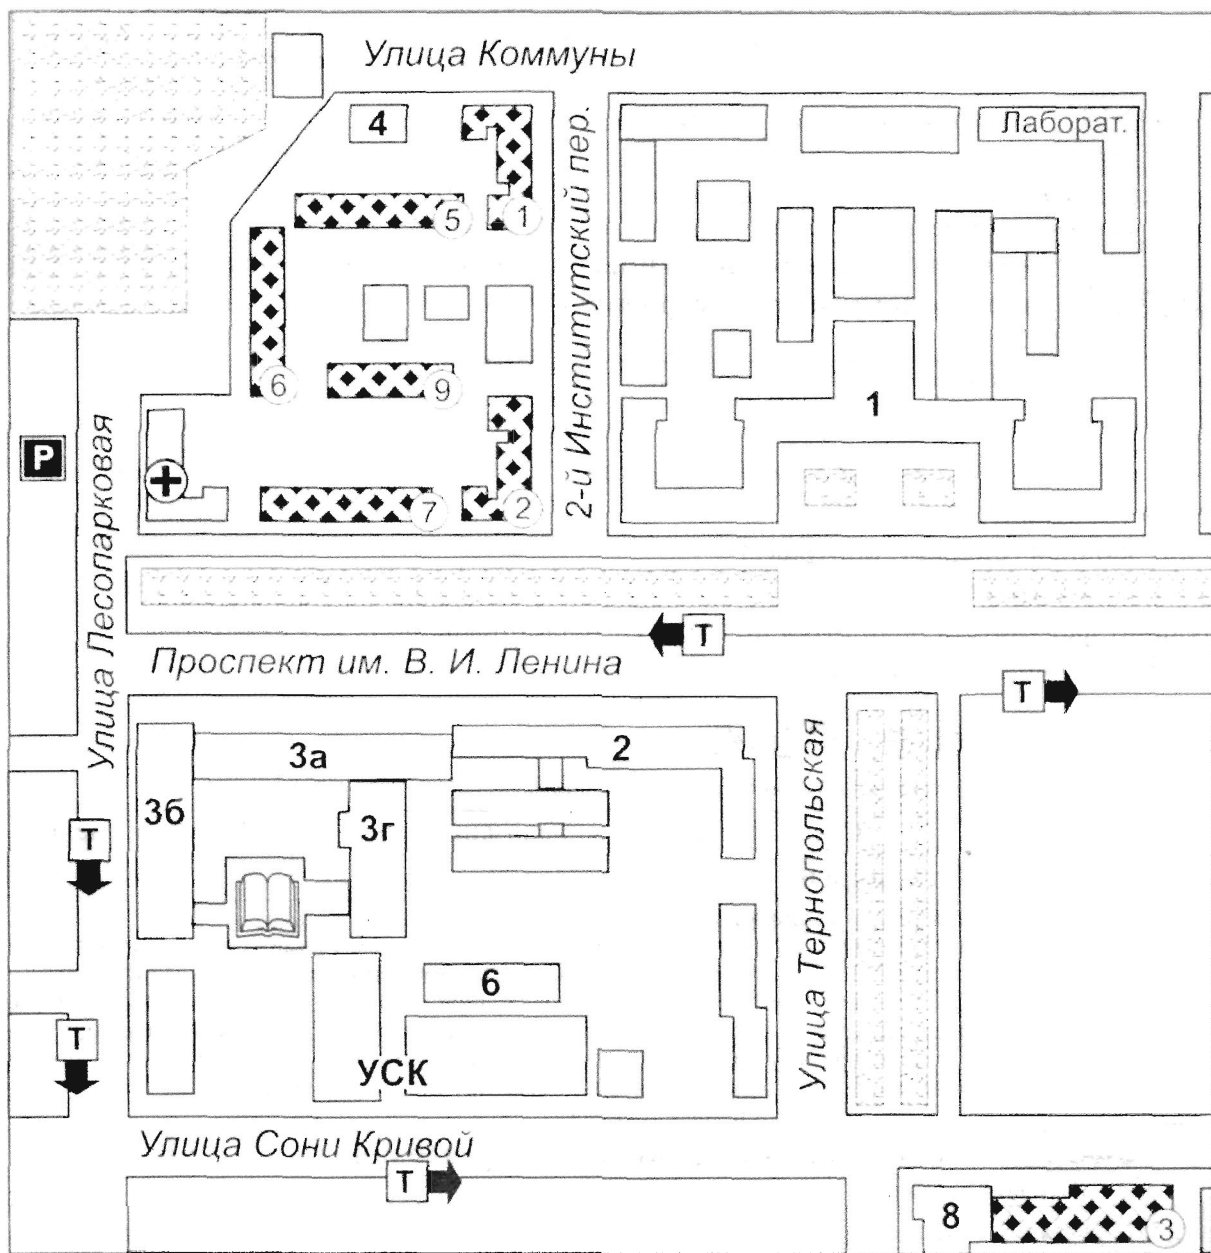 Улица Коммуны
4
Лаборат.
5
1
2-й Институтский пер.
6
9
1
P
7
2
Улица Лесопарковая
T
Проспект им. В. И. Ленина
T
3а
2
3б
3г
T
Улица Тернопольская
6
T
УСК
Улица Сони Кривой
T
8
3